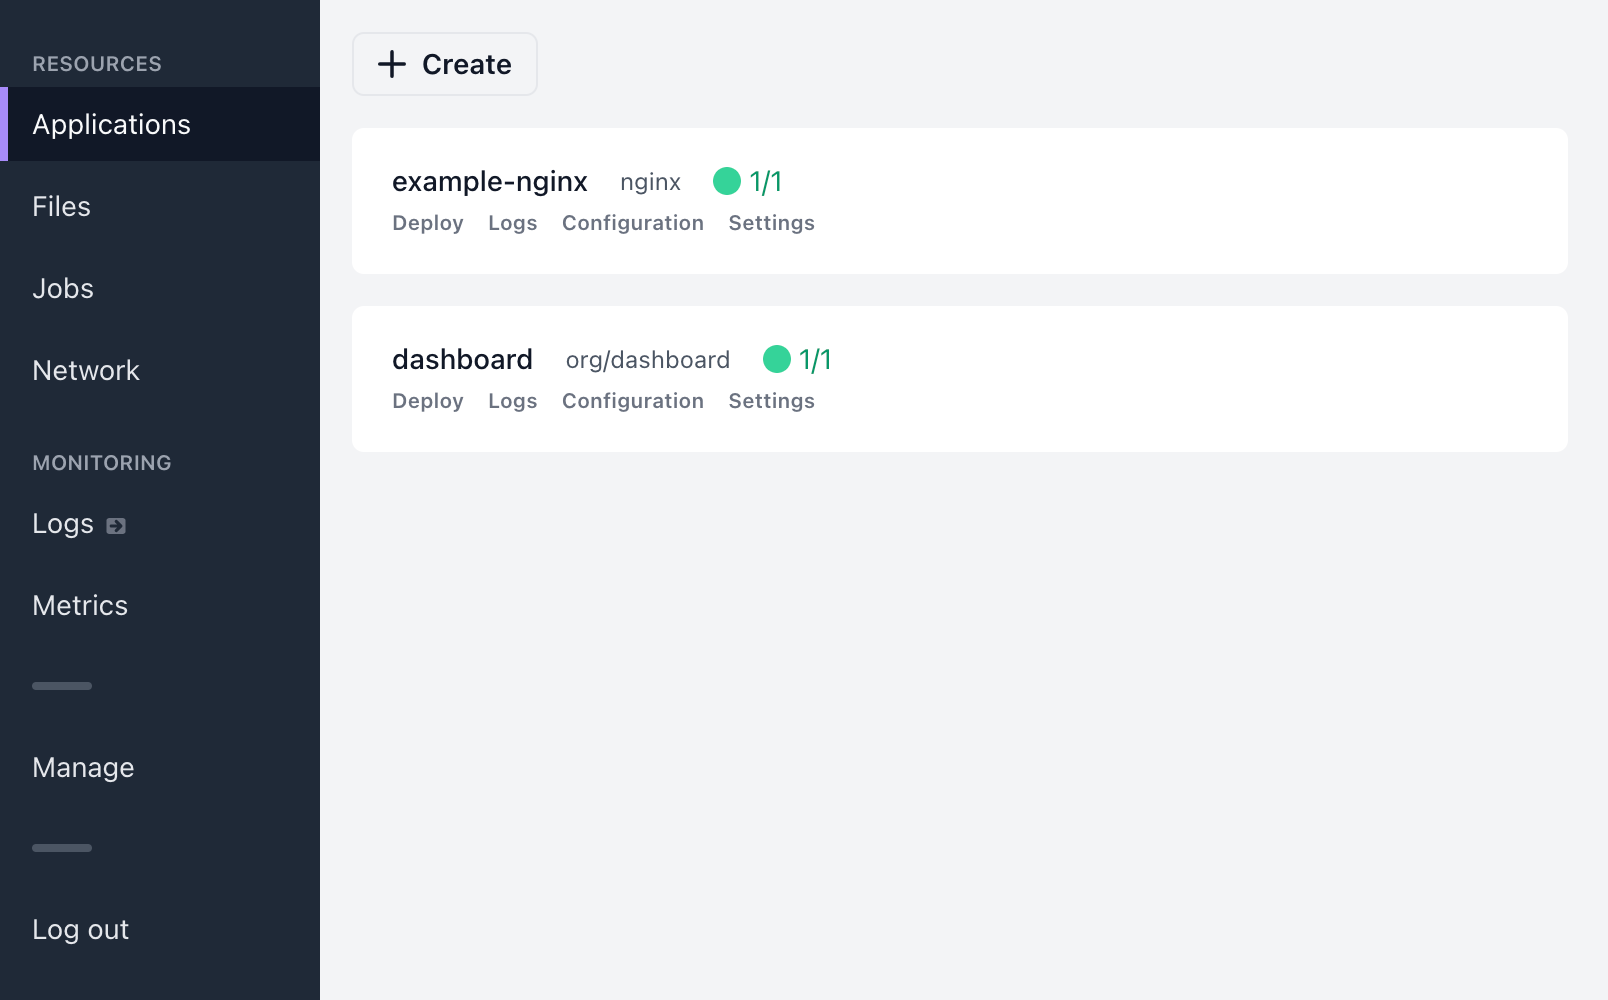 RESOURCES
Applications
Files
Jobs
Network
MONITORING
Logs
Metrics
Manage
Log out
Create
example-nginx nginx 1/1
Deploy Logs Configuration Settings
dashboard org/dashboard 1/1
Deploy Logs Configuration Settings